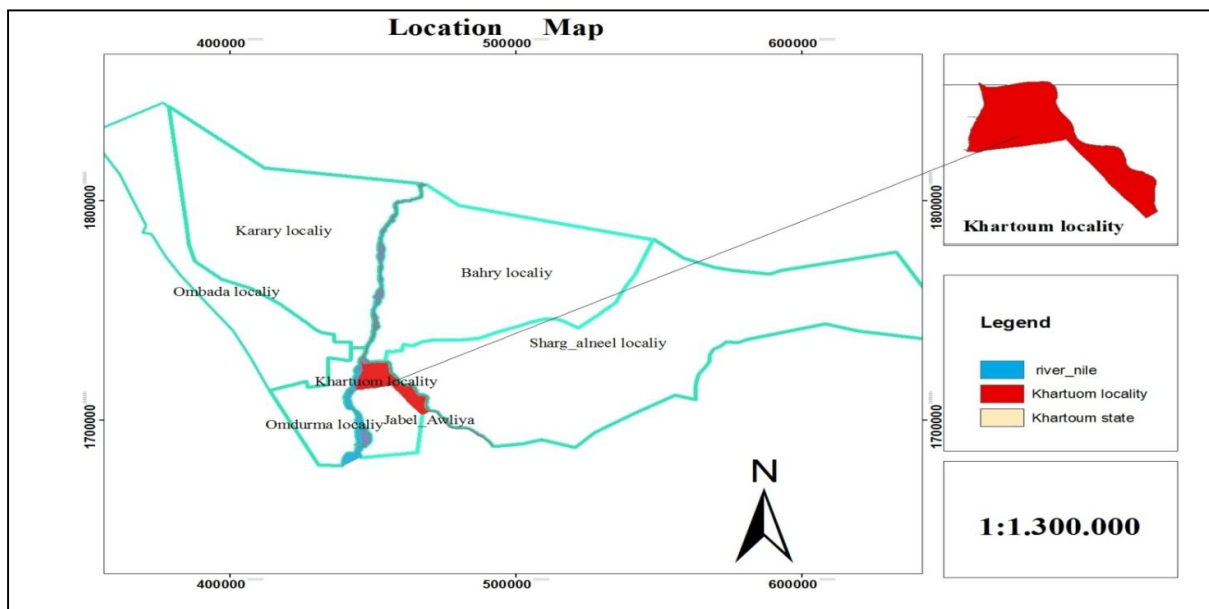 Location Map
400000 500000 600000
1800000
1700000
Karary localiy
Bahry localiy
Ombada localiy
Sharg_alneel localiy
Khartuom locality
Omdurma localiy
Jabel_Awliya
N
400000 500000 600000
1800000
1700000
Khartoum locality
Legend
river_nile
Khartuom locality
Khartoum state
1:1.300.000